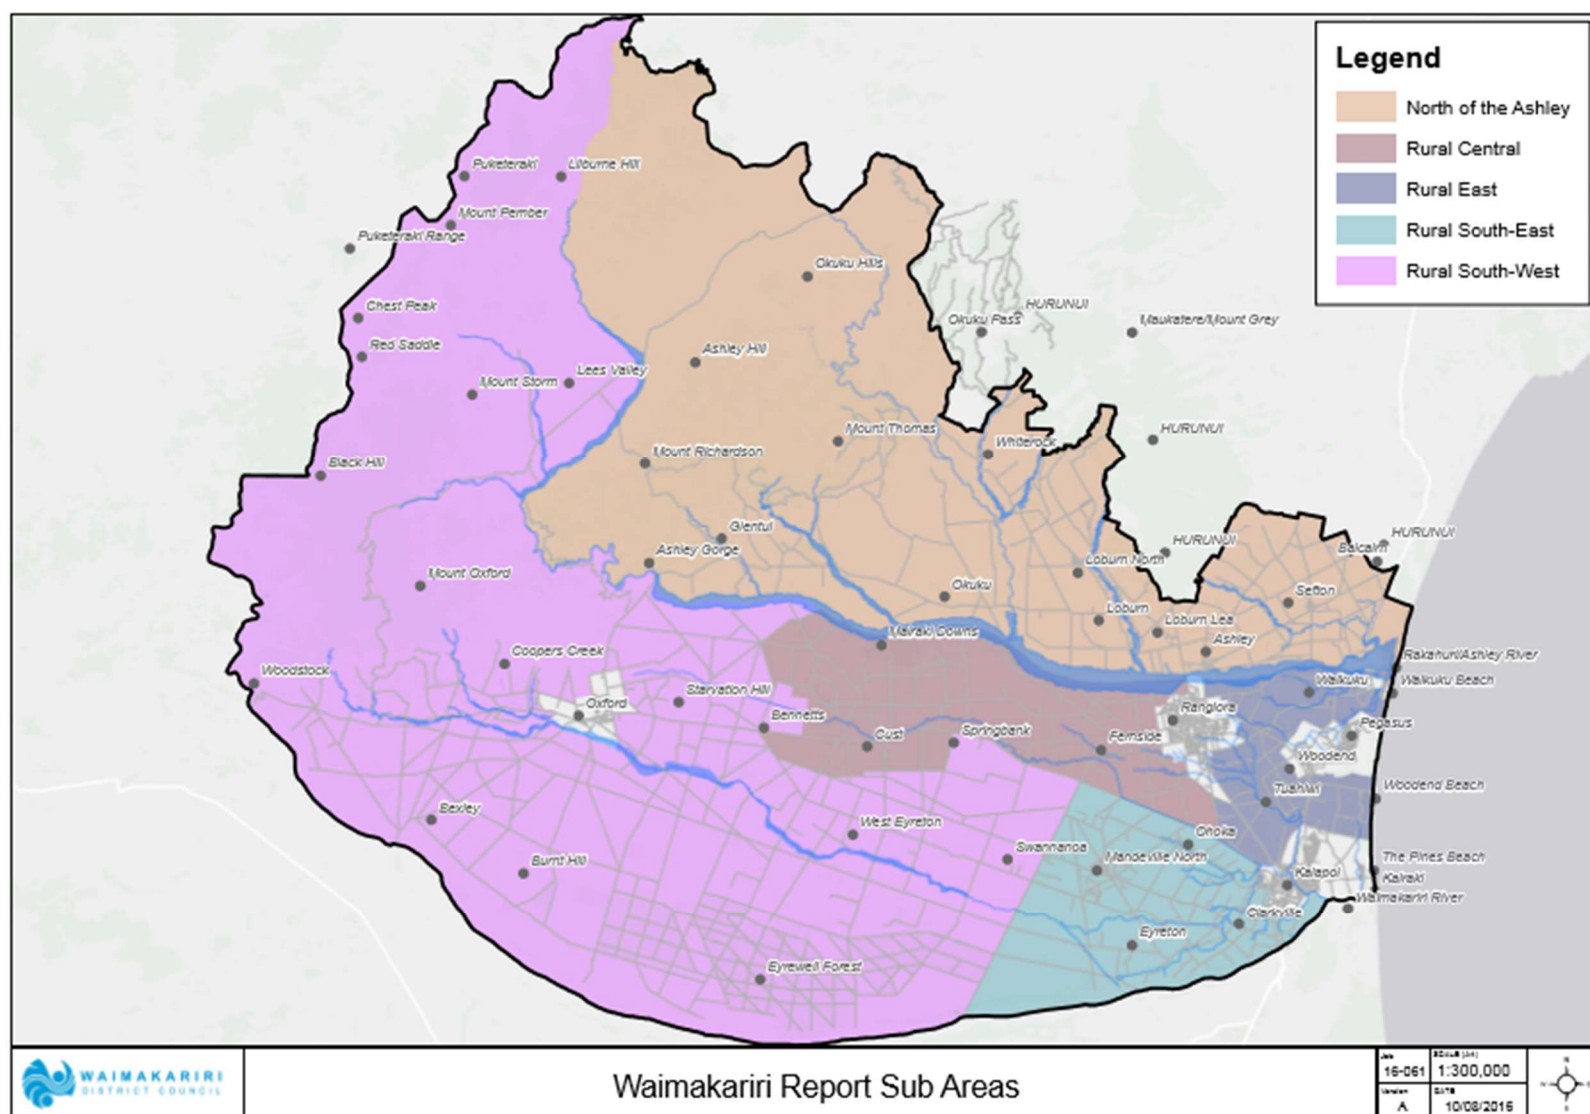 Legend
North of the Ashley
Rural Central
Rural East
Rural South-East
Rural South-West
Puketeraki
Lilburne Hill
Mount Pember
Puketeraki Range
Okuku Hills
Chest Peak
HURUNUI
Okuku Pass
Maukatere/Mount Grey
Red Saddle
Ashley Hill
Lees Valley
Mount Storm
Mount Thomas
HURUNUI
Whiterock
Mount Richardson
Black Hill
Glentui
HURUNUI
HURUNUI
Balcairn
Ashley Gorge
Loburn North
Mount Oxford
Okuku
Sefton
Loburn
Loburn Lea
Mairaki Downs
Ashley
Rakahuri/Ashley River
Coopers Creek
Woodstock
Starvation Hill
Waikuku
Waikuku Beach
Oxford
Bennetts
Rangiora
Pegasus
Cust
Springbank
Fernside
Woodend
Tuahiwi
Woodend Beach
Bexley
West Eyreton
Ohoka
Burnt Hill
Swannanoa
Mandeville North
The Pines Beach
Kaiapoi
Kairaki
Waimakariri River
Clarkville
Eyreton
Eyrewell Forest
WAIMAKARIRI
DISTRICT COUNCIL
Waimakariri Report Sub Areas
Job
16-061
SCALE (A4)
1:300,000
Version
A
DATE
10/08/2016
N